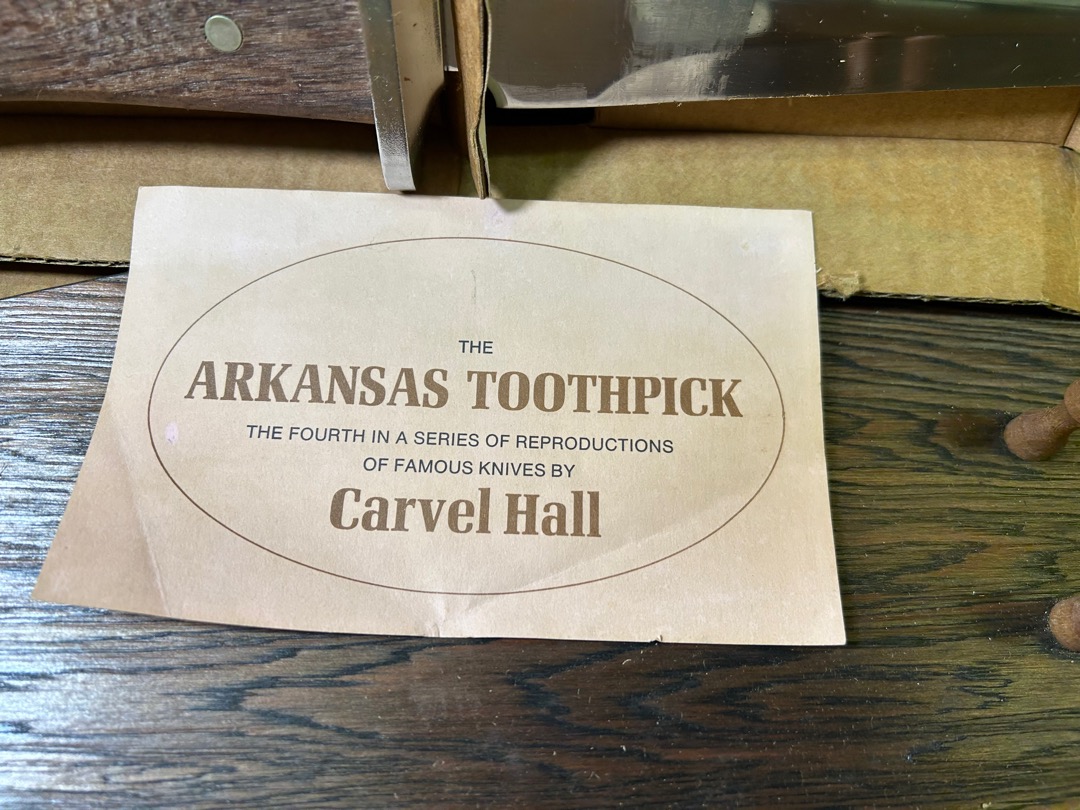 THE
ARKANSAS TOOTHPICK
THE FOURTH IN A SERIES OF REPRODUCTIONS
OF FAMOUS KNIVES BY
Carvel Hall